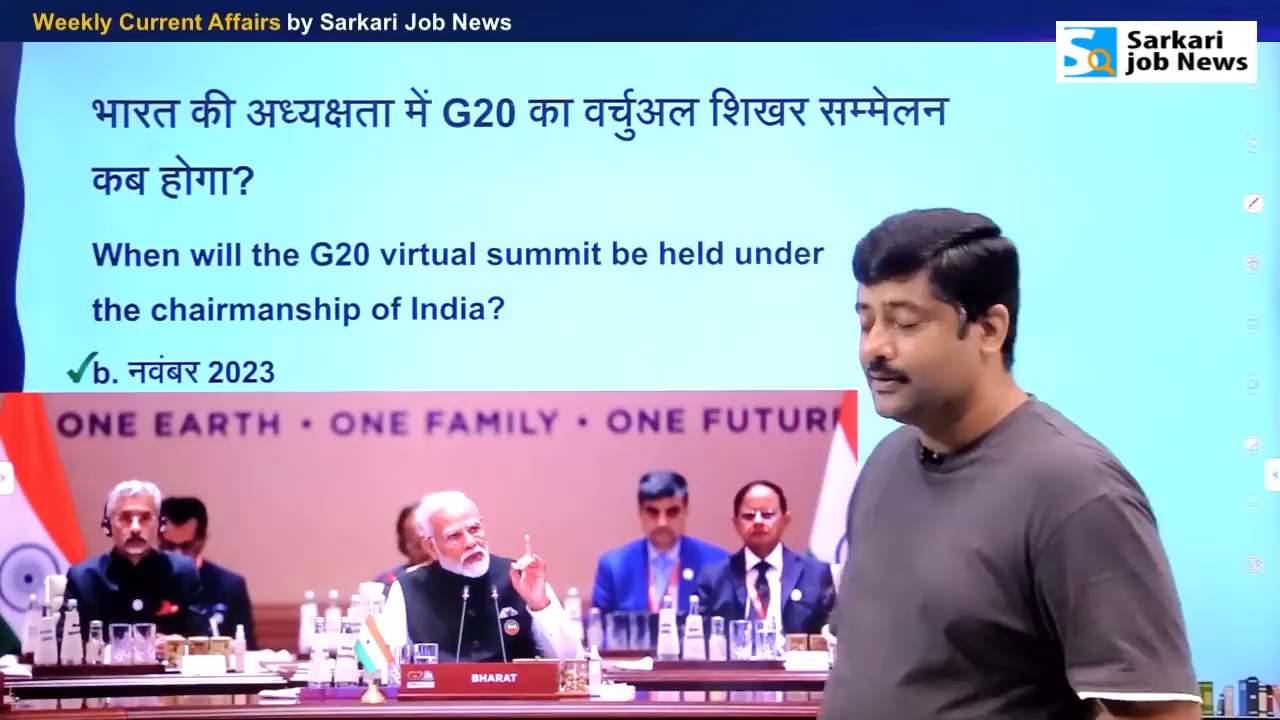 Weekly Current Affairs by Sarkari Job News
Sarkari
job News
भारत की अध्यक्षता में G20 का वर्चुअल शिखर सम्मेलन
कब होगा?
When will the G20 virtual summit be held under
the chairmanship of India?
b. नवंबर 2023
ONE EARTH • ONE FAMILY • ONE FUTUR
BHARAT